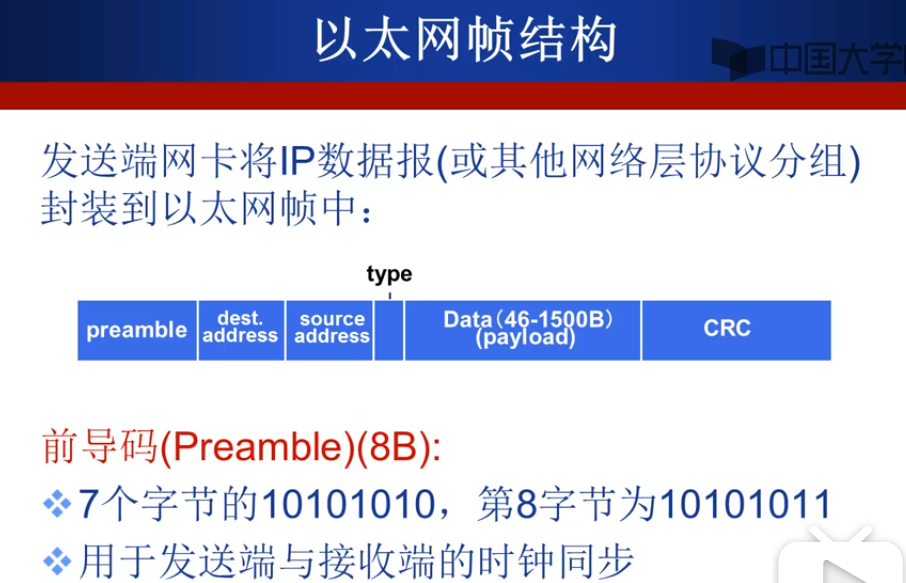 以太网帧结构
中国大学
发送端网卡将IP数据报(或其他网络层协议分组)
封装到以太网帧中：
type
preamble
dest.
address
source
address
Data（46-1500B）
(payload)
CRC
前导码(Preamble)(8B):
7个字节的10101010，第8字节为10101011
用于发送端与接收端的时钟同步